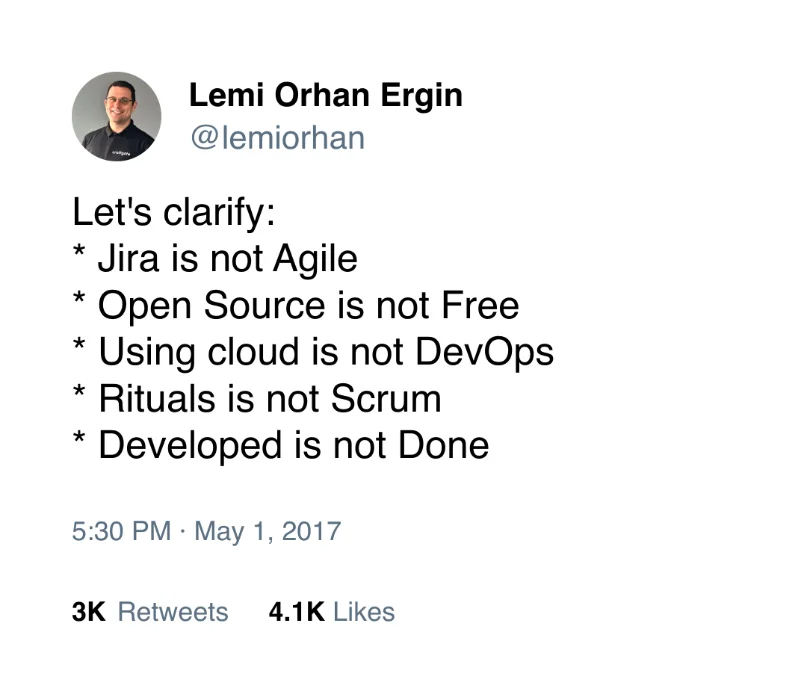 Lemi Orhan Ergin
@lemiorhan
Let's clarify:
* Jira is not Agile
* Open Source is not Free
* Using cloud is not DevOps
* Rituals is not Scrum
* Developed is not Done
5:30 PM · May 1, 2017
3K Retweets 4.1K Likes